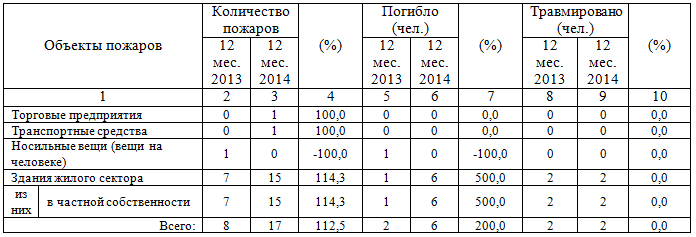 Объекты пожаров Количество пожаров (%) Погибло (чел.) (%) Травмировано (чел.) (%)
12 мес. 2013 12 мес. 2014 12 мес. 2013 12 мес. 2014 12 мес. 2013 12 мес. 2014
1 2 3 4 5 6 7 8 9 10
Торговые предприятия 0 1 100,0 0 0 0,0 0 0 0,0
Транспортные средства 0 1 100,0 0 0 0,0 0 0 0,0
Носильные вещи (вещи на человеке) 1 0 -100,0 1 0 -100,0 0 0 0,0
Здания жилого сектора 7 15 114,3 1 6 500,0 2 2 0,0
из них в частной собственности 7 15 114,3 1 6 500,0 2 2 0,0
Всего: 8 17 112,5 2 6 200,0 2 2 0,0